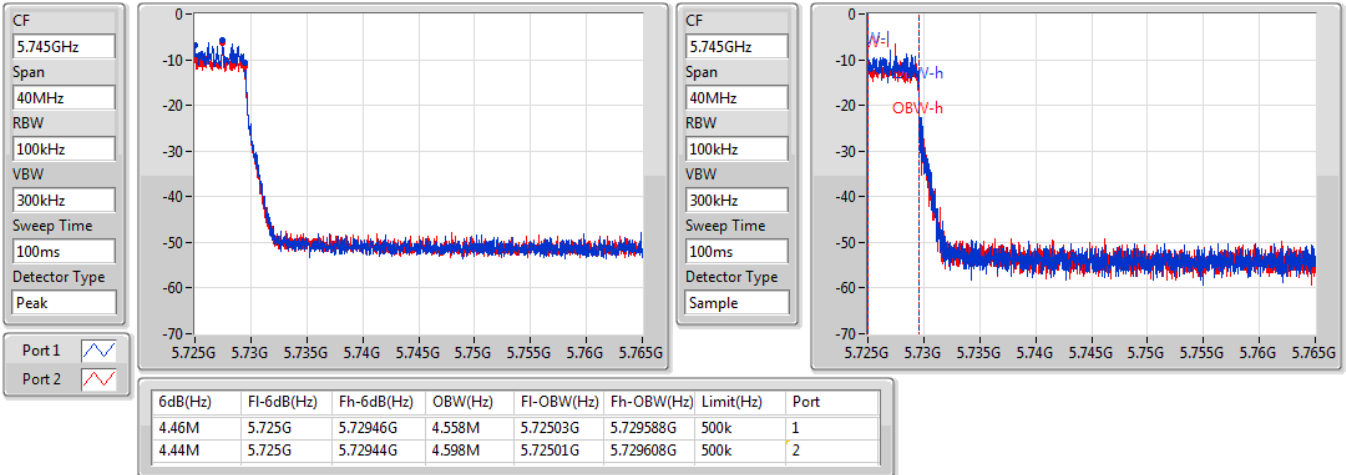 CF
5.745GHz
Span
40MHz
RBW
100kHz
VBW
300kHz
Sweep Time
100ms
Detector Type
Peak
Port 1
Port 2
0
-10
-20
-30
-40
-50
-60
-70
5.725G 5.73G 5.735G 5.74G 5.745G 5.75G 5.755G 5.76G 5.765G
CF
5.745GHz
Span
40MHz
RBW
100kHz
VBW
300kHz
Sweep Time
100ms
Detector Type
Sample
0
-10
-20
-30
-40
-50
-60
-70
OBW-h
5.725G 5.73G 5.735G 5.74G 5.745G 5.75G 5.755G 5.76G 5.765G
6dB(Hz) Fl-6dB(Hz) Fh-6dB(Hz) OBW(Hz) Fl-OBW(Hz) Fh-OBW(Hz) Limit(Hz) Port
4.46M 5.725G 5.72946G 4.558M 5.72503G 5.729588G 500k 1
4.44M 5.725G 5.72944G 4.598M 5.72501G 5.729608G 500k 2